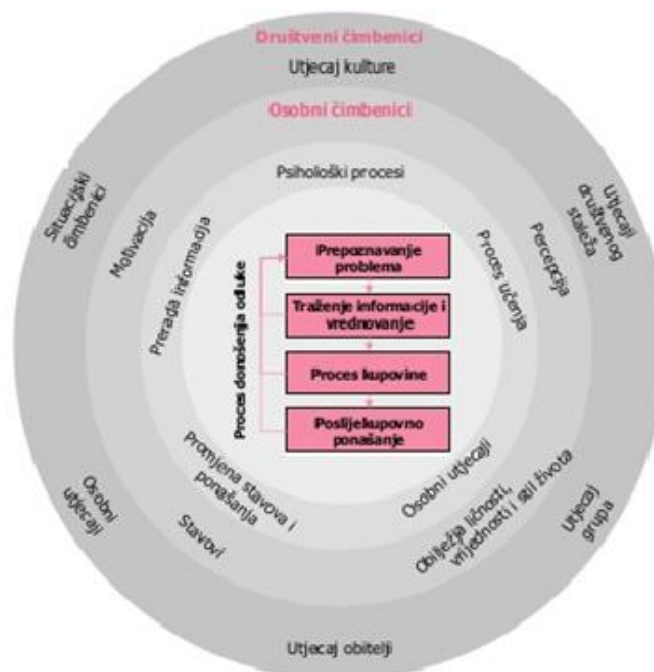 Društveni čimbenici
Utjecaj kulture
Osobni čimbenici
Psihološki procesi
Situacijski
čimbenici
Motivacija
Prerada informacija
Proces učenja
Percepcija
Utjecaji
društvenog
staleža
Proces donošenja odluke
Prepoznavanje
problema
Traženje informacije i
vrednovanje
Proces kupovine
Poslijekupovno
ponašanje
Osobni
utjecaji
Stavovi
Promjena stavova i
ponašanja
Osobni utjecaji
Obilježja ličnosti,
vrijednosti i stil života
Utjecaj
grupa
Utjecaj obitelji